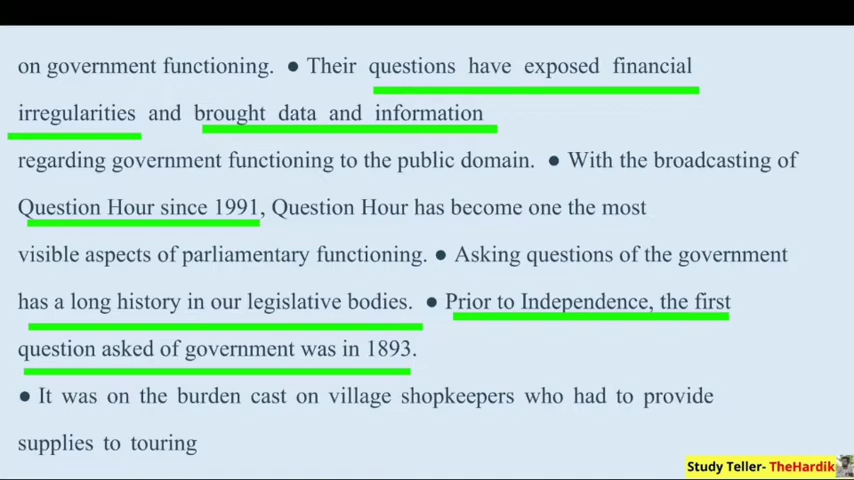 on government functioning. ● Their questions have exposed financial
irregularities and brought data and information
regarding government functioning to the public domain. ● With the broadcasting of
Question Hour since 1991, Question Hour has become one the most
visible aspects of parliamentary functioning. ● Asking questions of the government
has a long history in our legislative bodies. ● Prior to Independence, the first
question asked of government was in 1893.
● It was on the burden cast on village shopkeepers who had to provide
supplies to touring
Study Teller- TheHardik